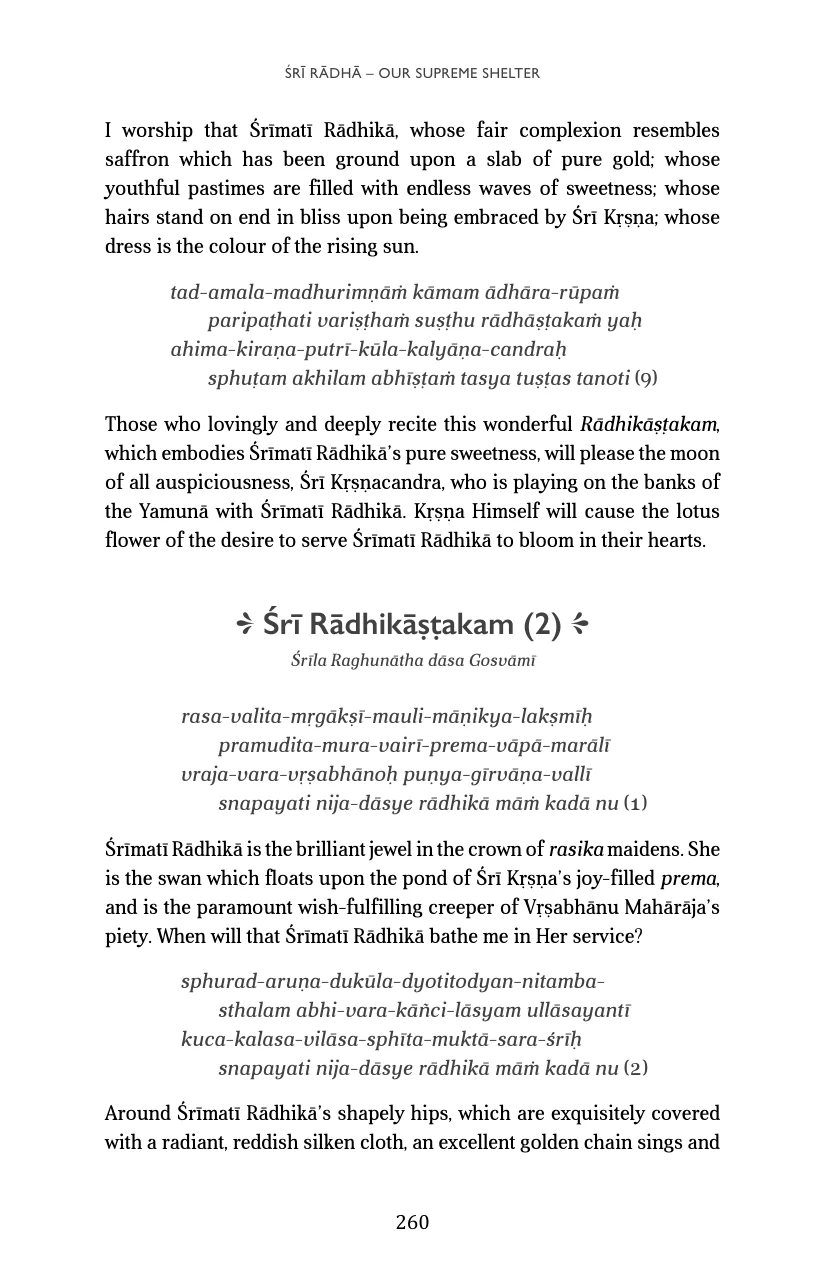 ŚRĪ RĀDHĀ – OUR SUPREME SHELTER
I worship that Śrīmatī Rādhikā, whose fair complexion resembles
saffron which has been ground upon a slab of pure gold; whose
youthful pastimes are filled with endless waves of sweetness; whose
hairs stand on end in bliss upon being embraced by Śrī Kṛṣṇa; whose
dress is the colour of the rising sun.
tad-amala-madhurimṇāṁ kāmam ādhāra-rūpaṁ
paripaṭhati variṣṭhaṁ suṣṭhu rādhāṣṭakaṁ yaḥ
ahima-kiraṇa-putrī-kūla-kalyāṇa-candraḥ
sphuṭam akhilam abhīṣṭaṁ tasya tuṣṭas tanoti (9)
Those who lovingly and deeply recite this wonderful Rādhikāṣṭakam,
which embodies Śrīmatī Rādhikā’s pure sweetness, will please the moon
of all auspiciousness, Śrī Kṛṣṇacandra, who is playing on the banks of
the Yamunā with Śrīmatī Rādhikā. Kṛṣṇa Himself will cause the lotus
flower of the desire to serve Śrīmatī Rādhikā to bloom in their hearts.
Śrī Rādhikāṣṭakam (2)
Śrīla Raghunātha dāsa Gosvāmī
rasa-valita-mṛgākṣī-mauli-māṇikya-lakṣmīḥ
pramudita-mura-vairī-prema-vāpā-marālī
vraja-vara-vṛṣabhānoḥ puṇya-gīrvāṇa-vallī
snapayati nija-dāsye rādhikā māṁ kadā nu (1)
Śrīmatī Rādhikā is the brilliant jewel in the crown of rasika maidens. She
is the swan which floats upon the pond of Śrī Kṛṣṇa’s joy-filled prema,
and is the paramount wish-fulfilling creeper of Vṛṣabhānu Mahārāja’s
piety. When will that Śrīmatī Rādhikā bathe me in Her service?
sphurad-aruṇa-dukūla-dyotitodyan-nitamba-
sthalam abhi-vara-kāñci-lāsyam ullāsayantī
kuca-kalasa-vilāsa-sphīta-muktā-sara-śrīḥ
snapayati nija-dāsye rādhikā māṁ kadā nu (2)
Around Śrīmatī Rādhikā’s shapely hips, which are exquisitely covered
with a radiant, reddish silken cloth, an excellent golden chain sings and
260